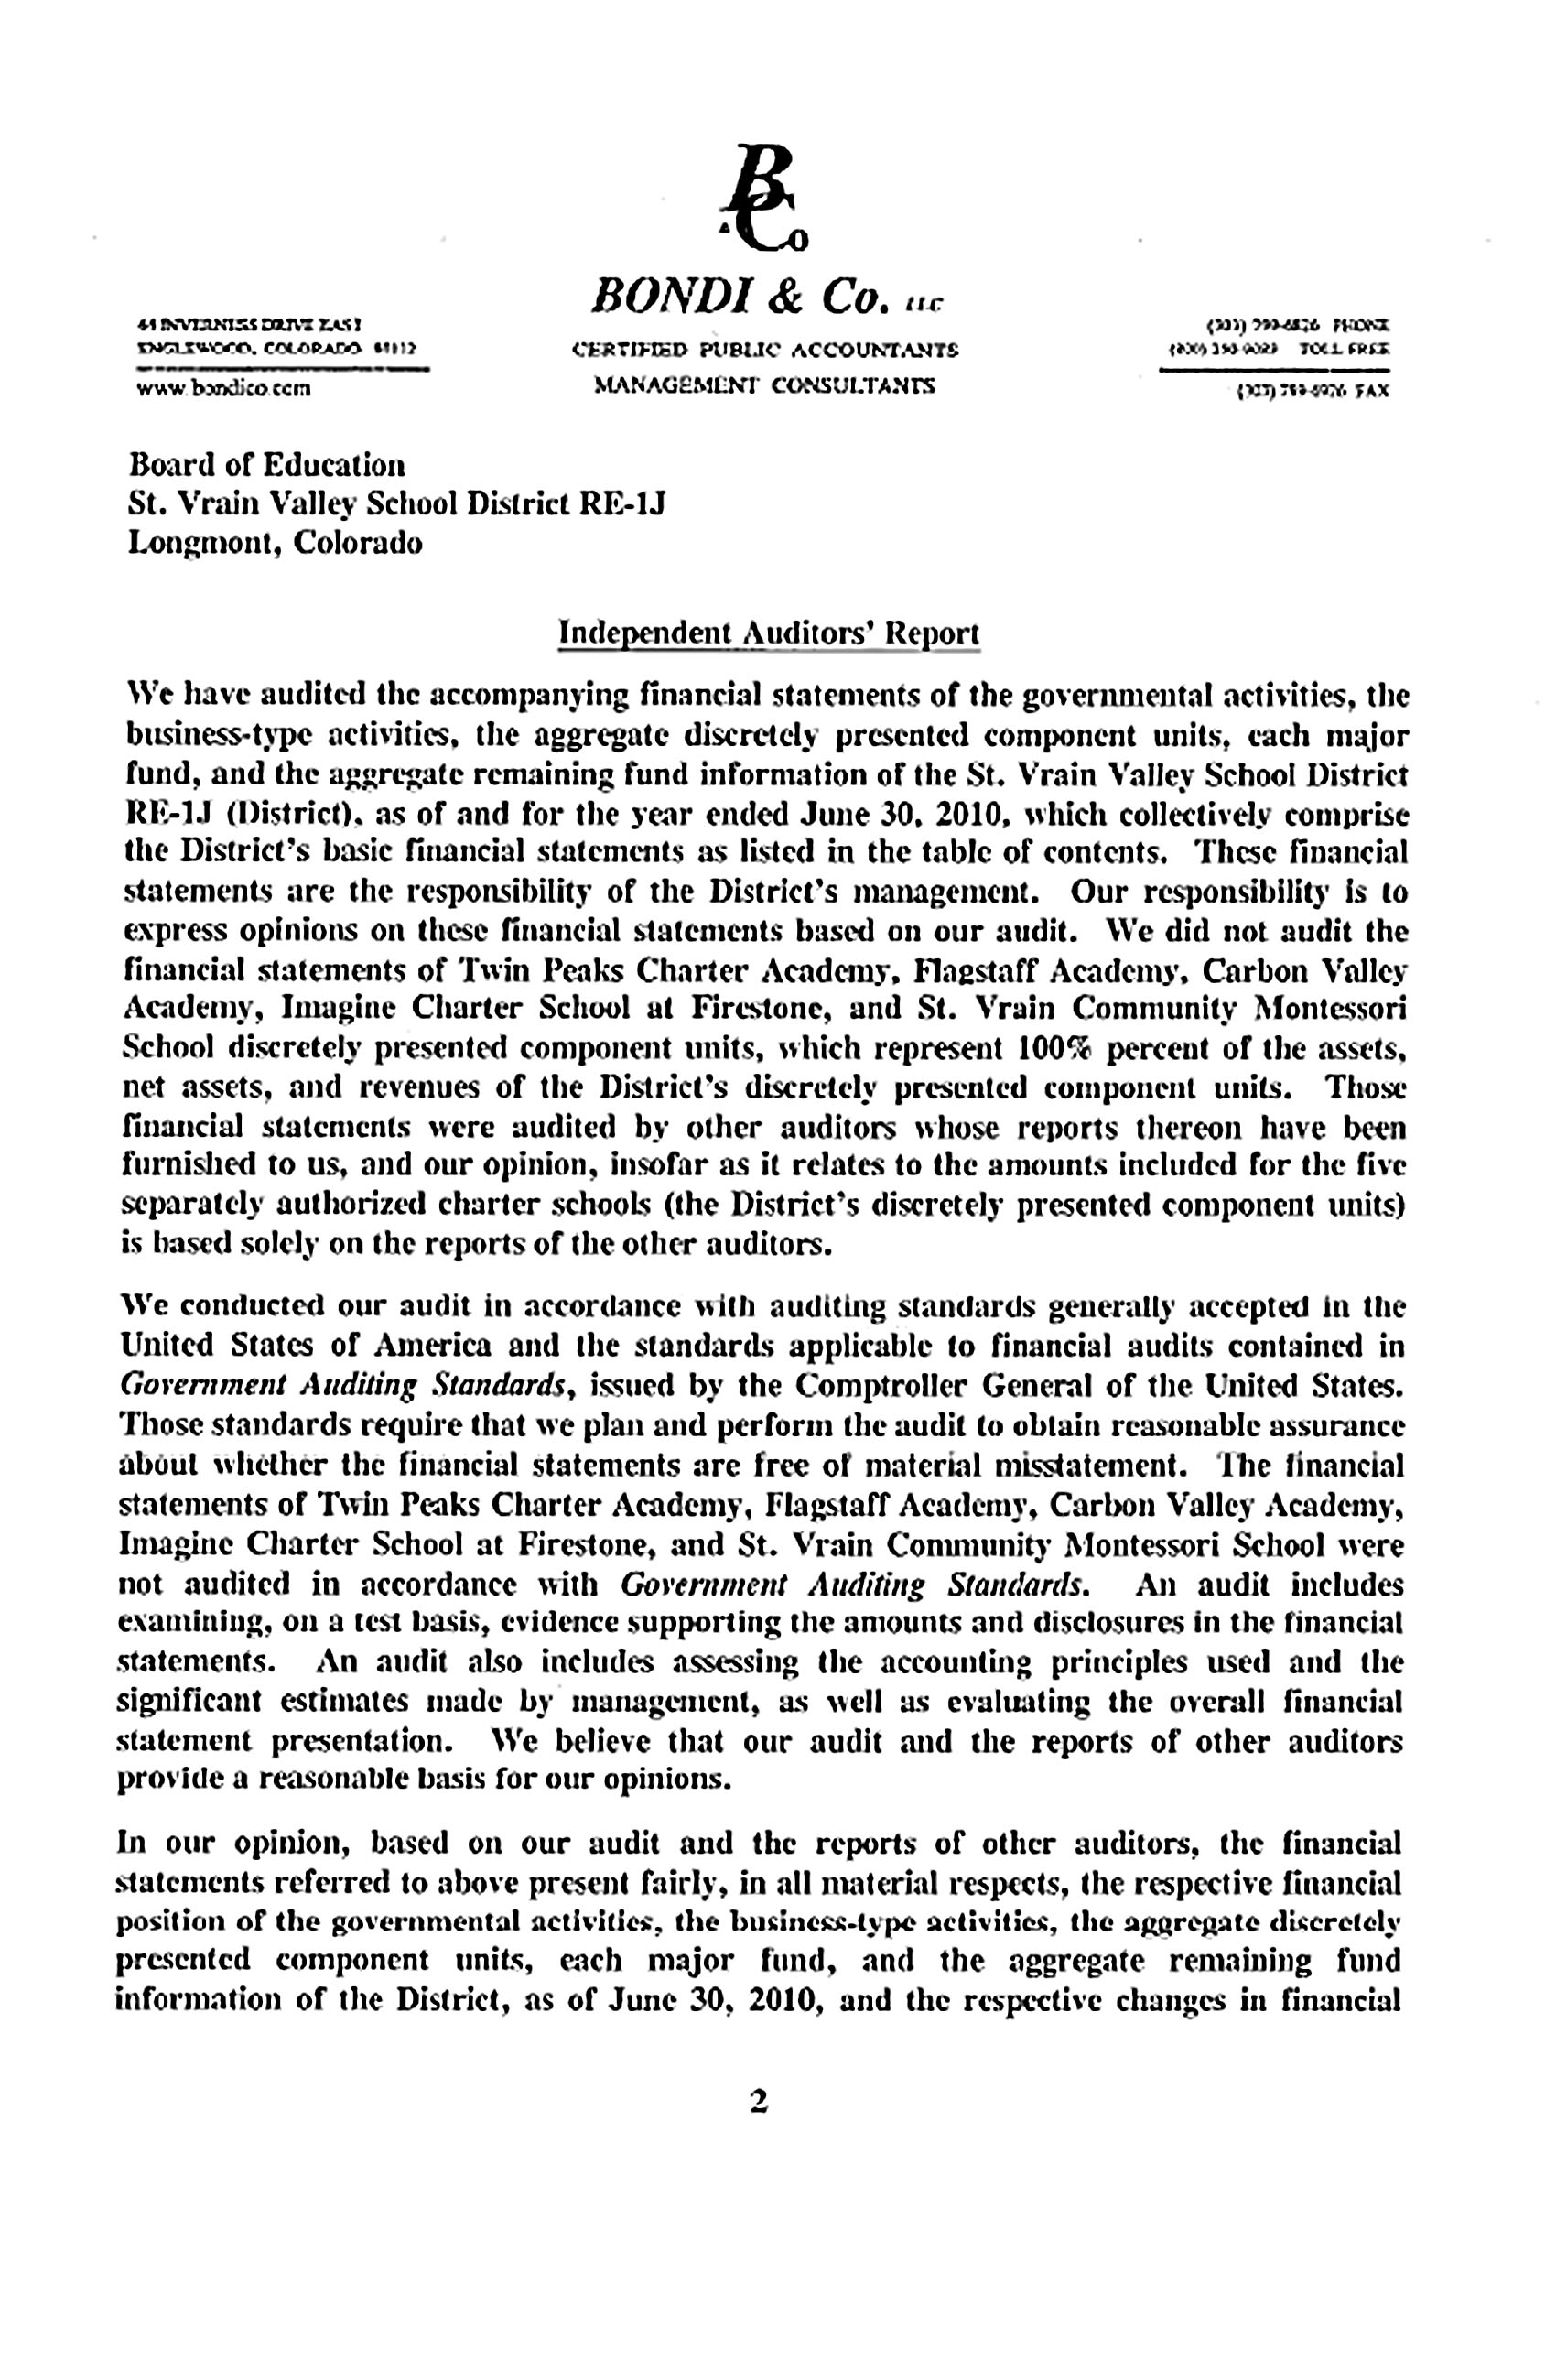 B
& Co
BONDI & Co. LLC
INVERNESS DRIVE EAST
ENGLEWOOD, COLORADO
www.bondico.com
CERTIFIED PUBLIC ACCOUNTANTS
MANAGEMENT CONSULTANTS
PHONE
TOLL FREE
FAX
Board of Education
St. Vrain Valley School District RE-1J
Longmont, Colorado
Independent Auditors' Report
We have audited the accompanying financial statements of the governmental activities, the
business-type activities, the aggregate discretely presented component units, each major
fund, and the aggregate remaining fund information of the St. Vrain Valley School District
RE-1J (District), as of and for the year ended June 30, 2010, which collectively comprise
the District's basic financial statements as listed in the table of contents. These financial
statements are the responsibility of the District's management. Our responsibility is to
express opinions on these financial statements based on our audit. We did not audit the
financial statements of Twin Peaks Charter Academy, Flagstaff Academy, Carbon Valley
Academy, Imagine Charter School at Firestone, and St. Vrain Community Montessori
School discretely presented component units, which represent 100% percent of the assets,
net assets, and revenues of the District's discretely presented component units. Those
financial statements were audited by other auditors whose reports thereon have been
furnished to us, and our opinion, insofar as it relates to the amounts included for the five
separately authorized charter schools (the District's discretely presented component units)
is based solely on the reports of the other auditors.
We conducted our audit in accordance with auditing standards generally accepted in the
United States of America and the standards applicable to financial audits contained in
Government Auditing Standards, issued by the Comptroller General of the United States.
Those standards require that we plan and perform the audit to obtain reasonable assurance
about whether the financial statements are free of material misstatement. The financial
statements of Twin Peaks Charter Academy, Flagstaff Academy, Carbon Valley Academy,
Imagine Charter School at Firestone, and St. Vrain Community Montessori School were
not audited in accordance with Government Auditing Standards. An audit includes
examining, on a test basis, evidence supporting the amounts and disclosures in the financial
statements. An audit also includes assessing the accounting principles used and the
significant estimates made by management, as well as evaluating the overall financial
statement presentation. We believe that our audit and the reports of other auditors
provide a reasonable basis for our opinions.
In our opinion, based on our audit and the reports of other auditors, the financial
statements referred to above present fairly, in all material respects, the respective financial
position of the governmental activities, the business-type activities, the aggregate discretely
presented component units, each major fund, and the aggregate remaining fund
information of the District, as of June 30, 2010, and the respective changes in financial
2